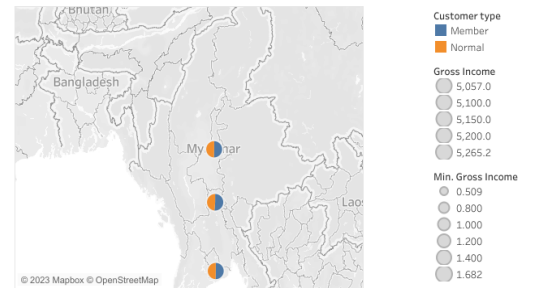 Bhutan
Bangladesh
My nar
Laos
© 2023 Mapbox © OpenStreetMap
Customer type
Member
Normal
Gross Income
5,057.0
5,100.0
5,150.0
5,200.0
5,265.2
Min. Gross Income
0.509
0.800
1.000
1.200
1.400
1.682